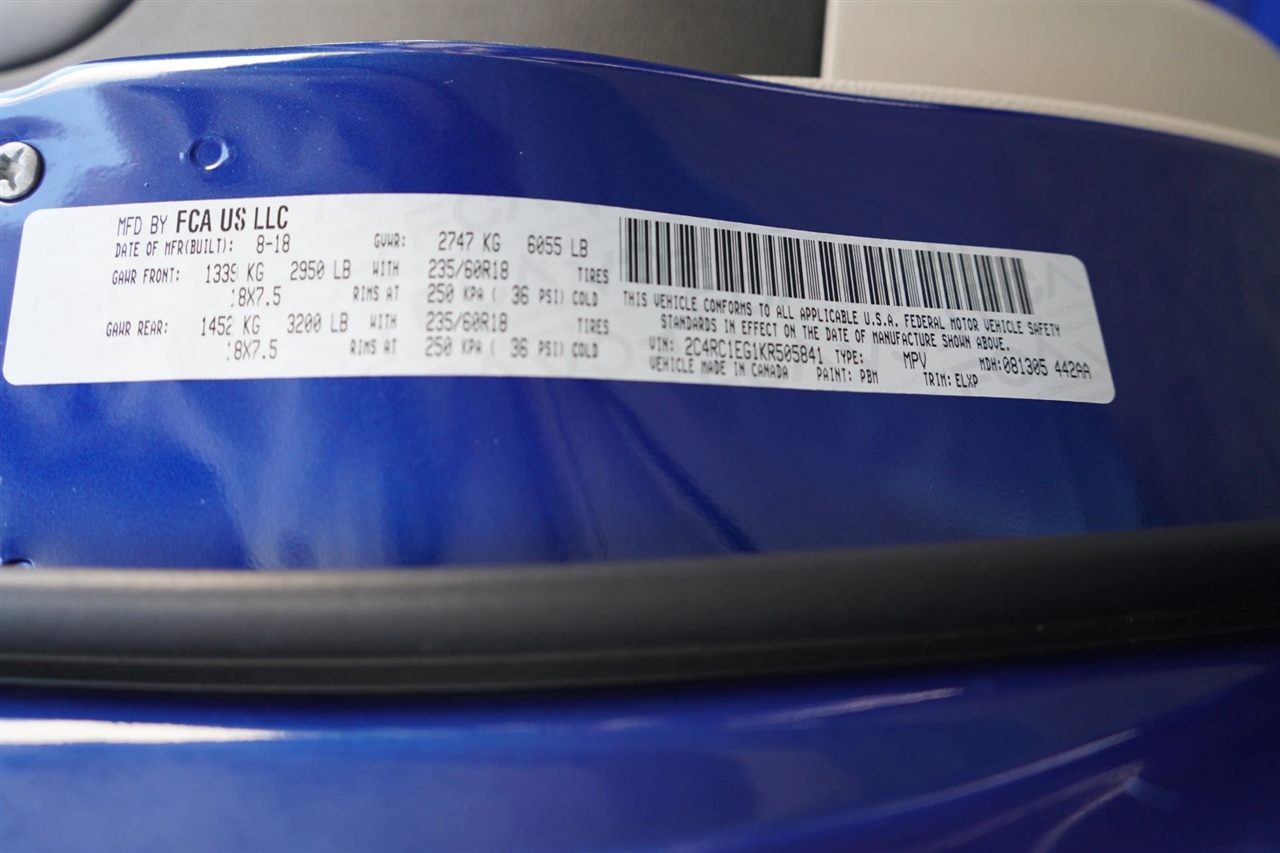 MFD BY FCA US LLC
DATE OF MFR(BUILT): 8-18 GVWR: 2747 KG 6055 LB
GAWR FRONT: 1339 KG 2950 LB WITH 235/60R18 TIRES
18X7.5 RIMS AT 250 KPA ( 36 PSI) COLD
GAWR REAR: 1452 KG 3200 LB WITH 235/60R18 TIRES
18X7.5 RIMS AT 250 KPA ( 36 PSI) COLD
THIS VEHICLE CONFORMS TO ALL APPLICABLE U.S.A. FEDERAL MOTOR VEHICLE SAFETY
STANDARDS IN EFFECT ON THE DATE OF MANUFACTURE SHOWN ABOVE.
VIN: 2C4RC1EG1KR505841 TYPE: MPV MDH:081305 442AA
VEHICLE MADE IN CANADA PAINT: PBM TRIM: ELXP